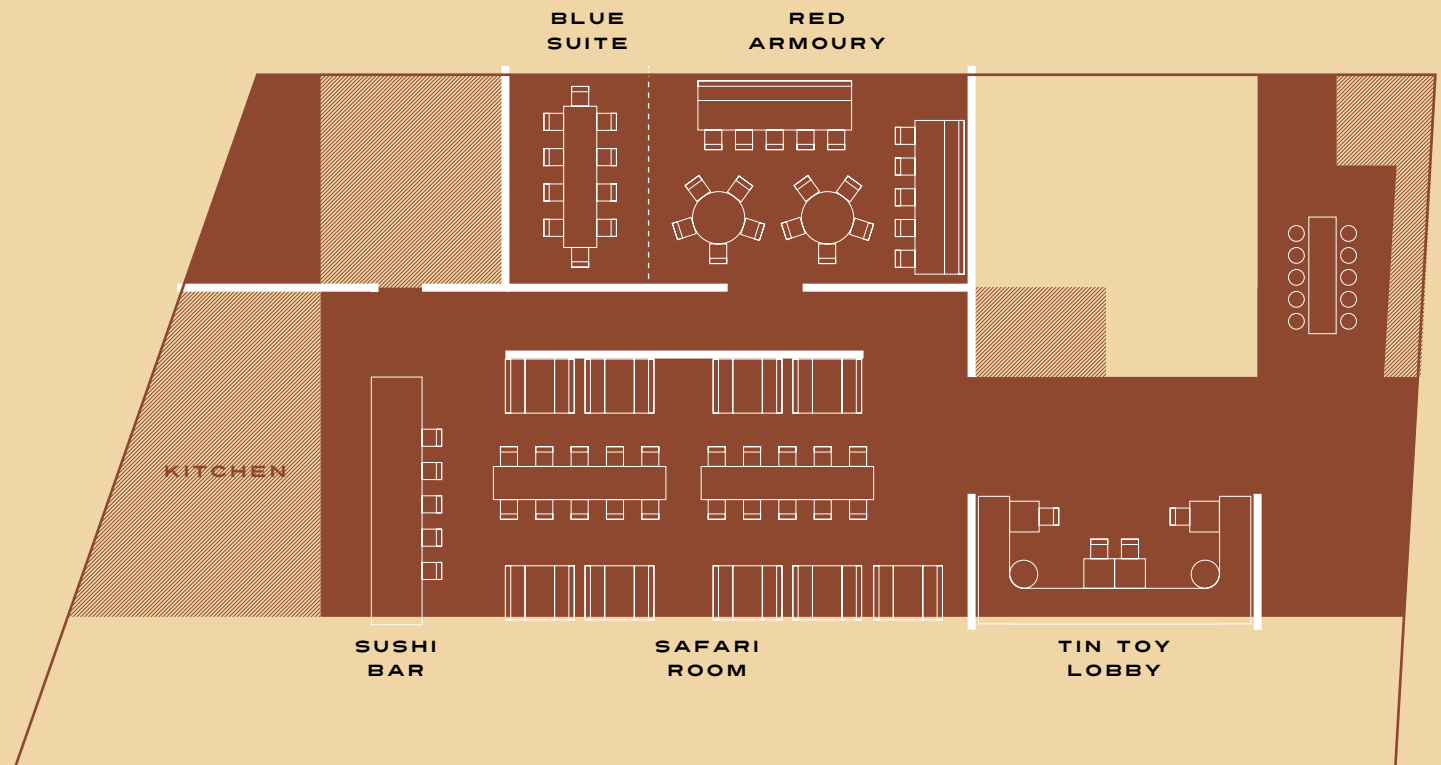 BLUE
SUITE
RED
ARMOURY
KITCHEN
SUSHI
BAR
SAFARI
ROOM
TIN TOY
LOBBY